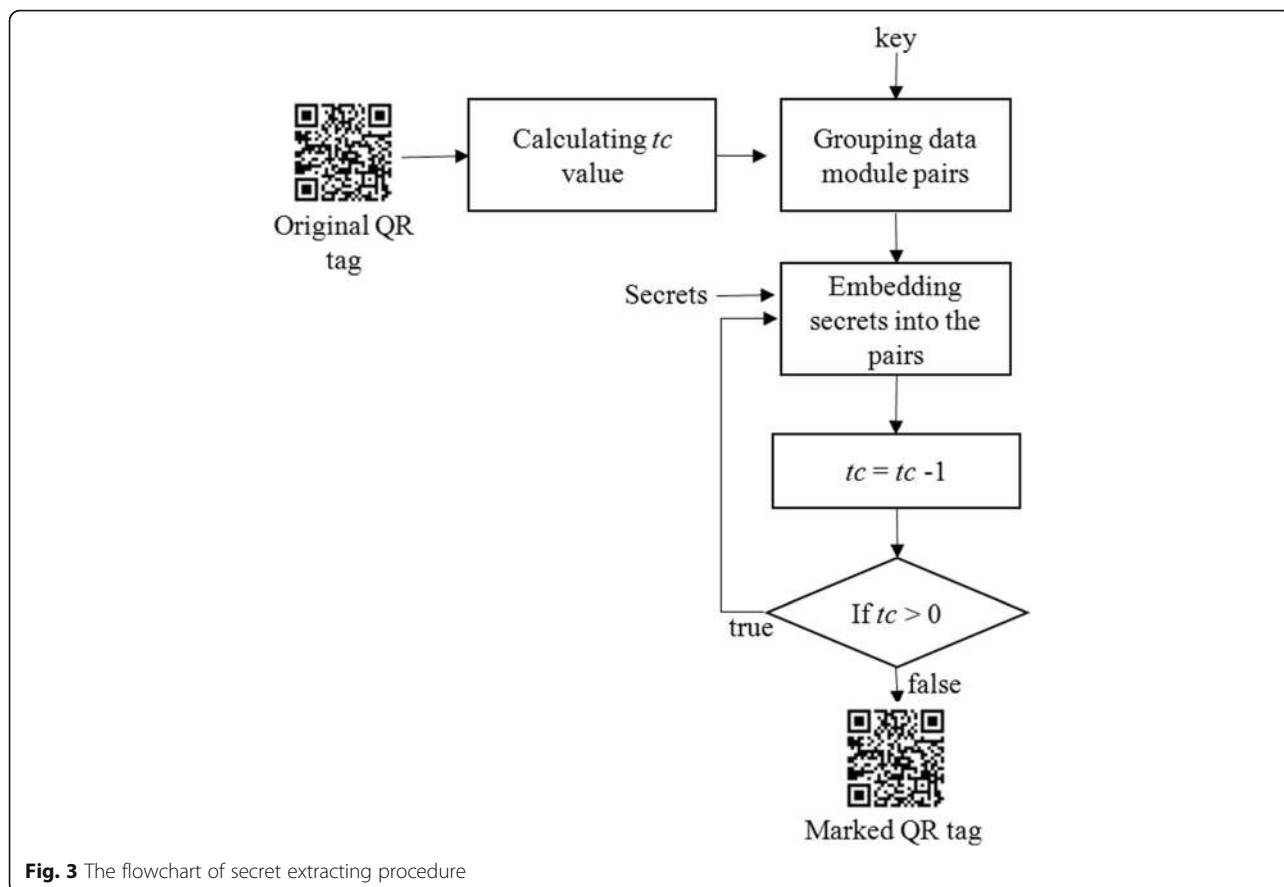 key
Calculating tc
value
Grouping data
module pairs
Original QR
tag
Secrets
Embedding
secrets into the
pairs
tc = tc -1
If tc > 0
true
false
Marked QR tag
Fig. 3 The flowchart of secret extracting procedure